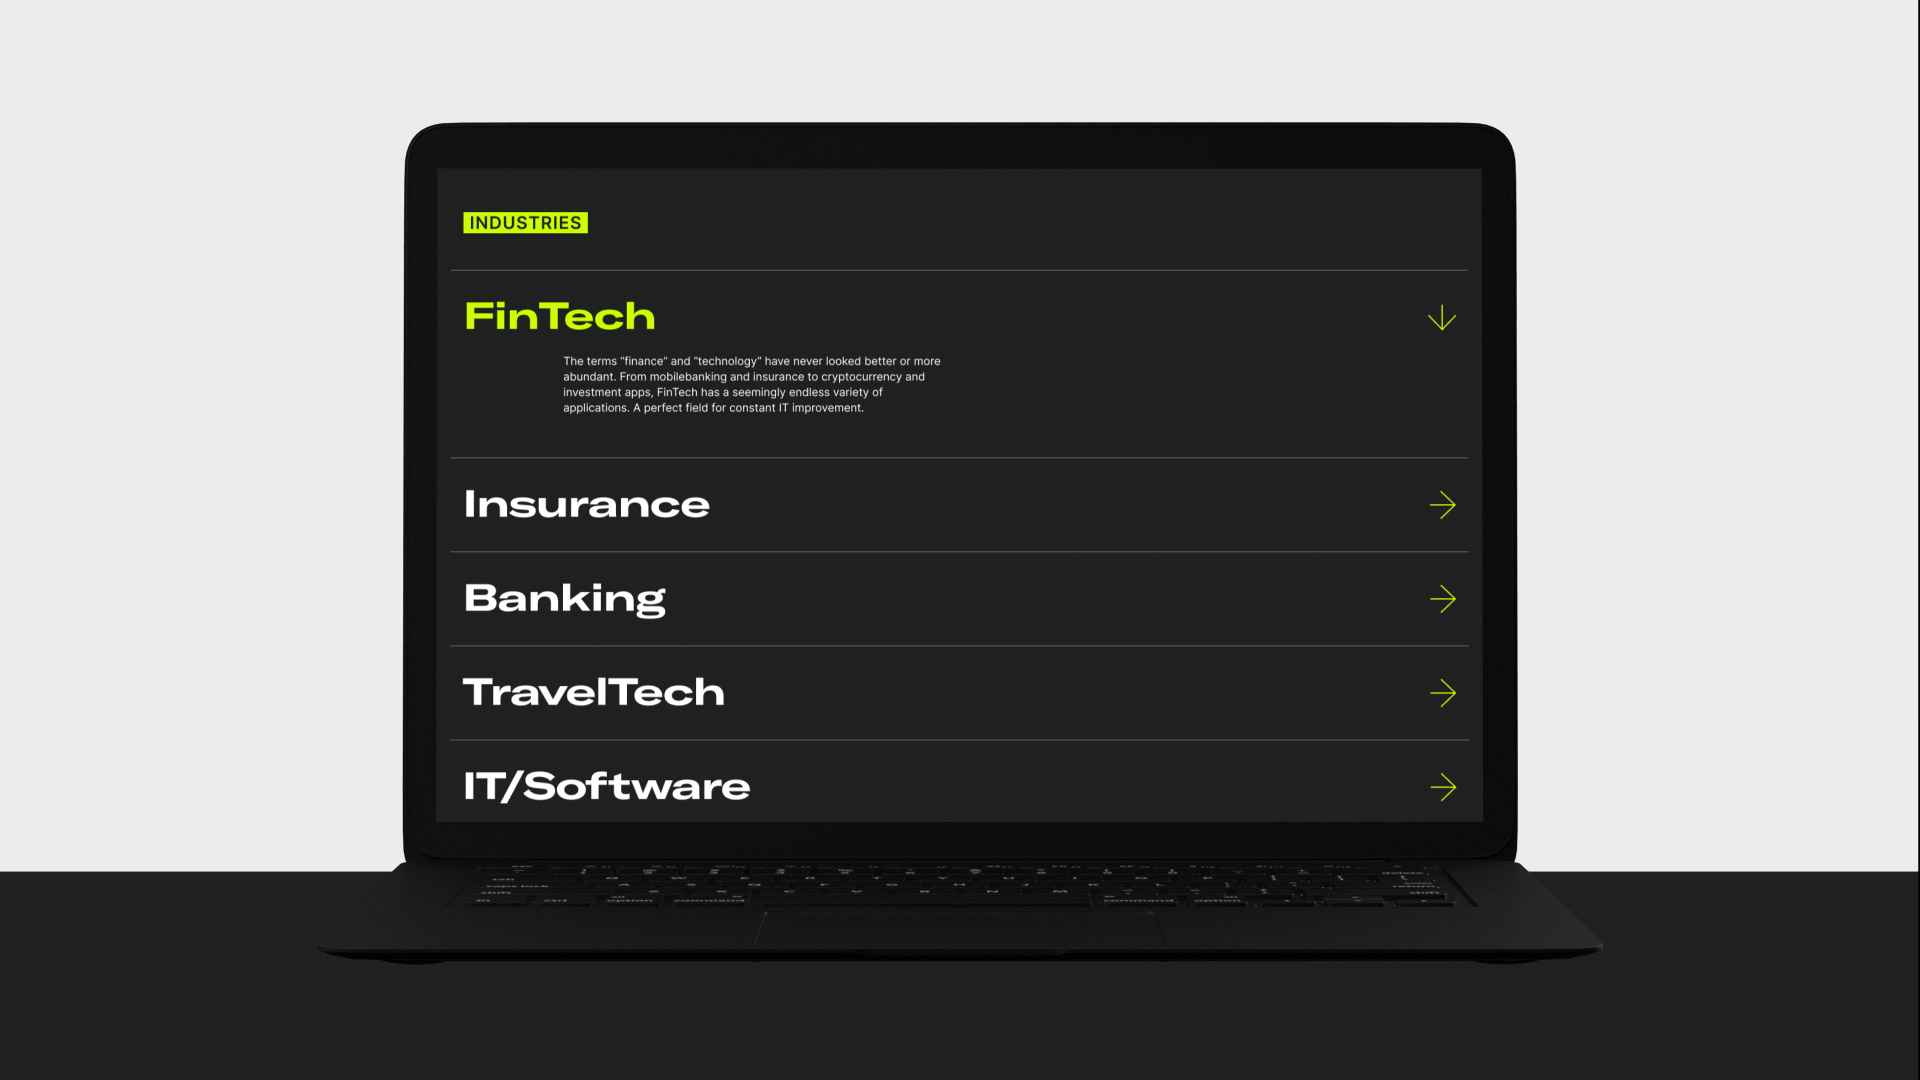 INDUSTRIES
FinTech
The terms “finance” and “technology” have never looked better or more
abundant. From mobilebanking and insurance to cryptocurrency and
investment apps, FinTech has a seemingly endless variety of
applications. A perfect field for constant IT improvement.
Insurance
Banking
TravelTech
IT/Software